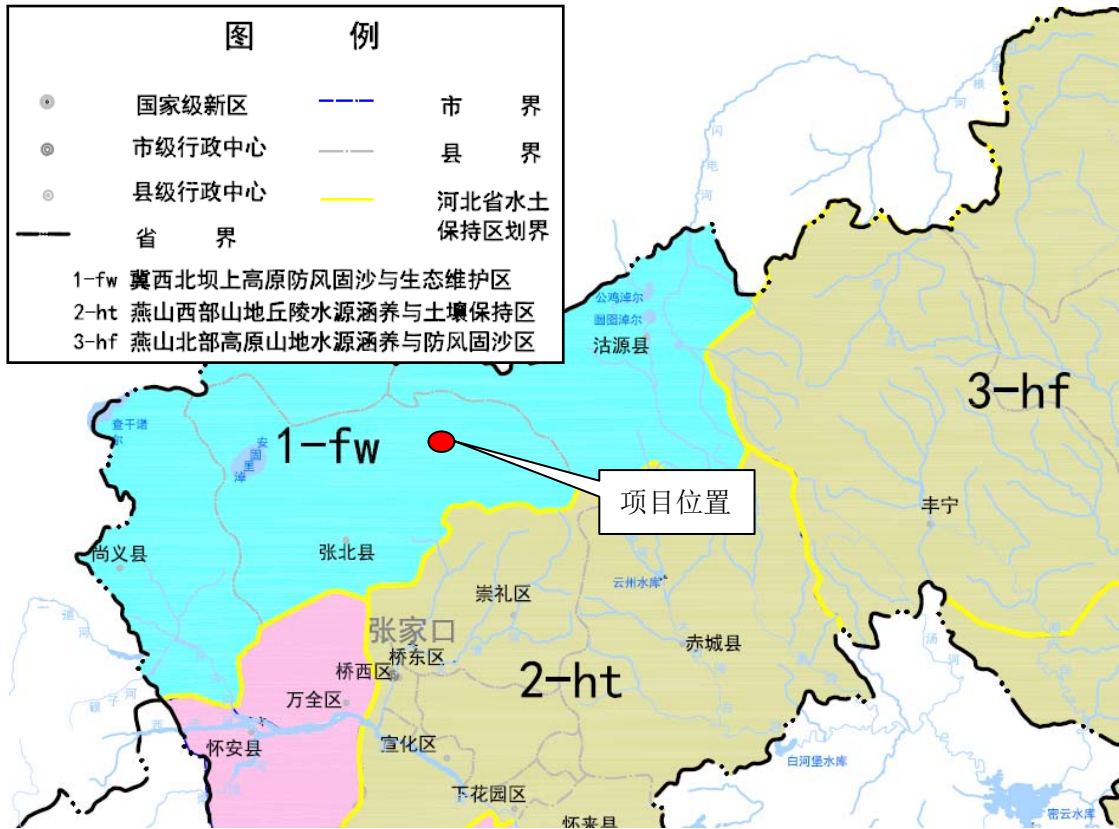 图 例
国家级新区
市 界
市级行政中心
县 界
县级行政中心
河北省水土
保持区划界
省 界
1-fw 冀西北坝上高原防风固沙与生态维护区
2-ht 燕山西部山地丘陵水源涵养与土壤保持区
3-hf 燕山北部高原山地水源涵养与防风固沙区
闪电河
公鸡淖尔
囫囵淖尔
沽源县
3-hf
查干诺
尔
安固里淖
1-fw
项目位置
丰宁
尚义县
张北县
云州水库
崇礼区
张家口
赤城县
桥东区
桥西区
2-ht
万全区
汤河
宣化区
怀安县
白河堡水库
下花园区
怀来县
密云水库